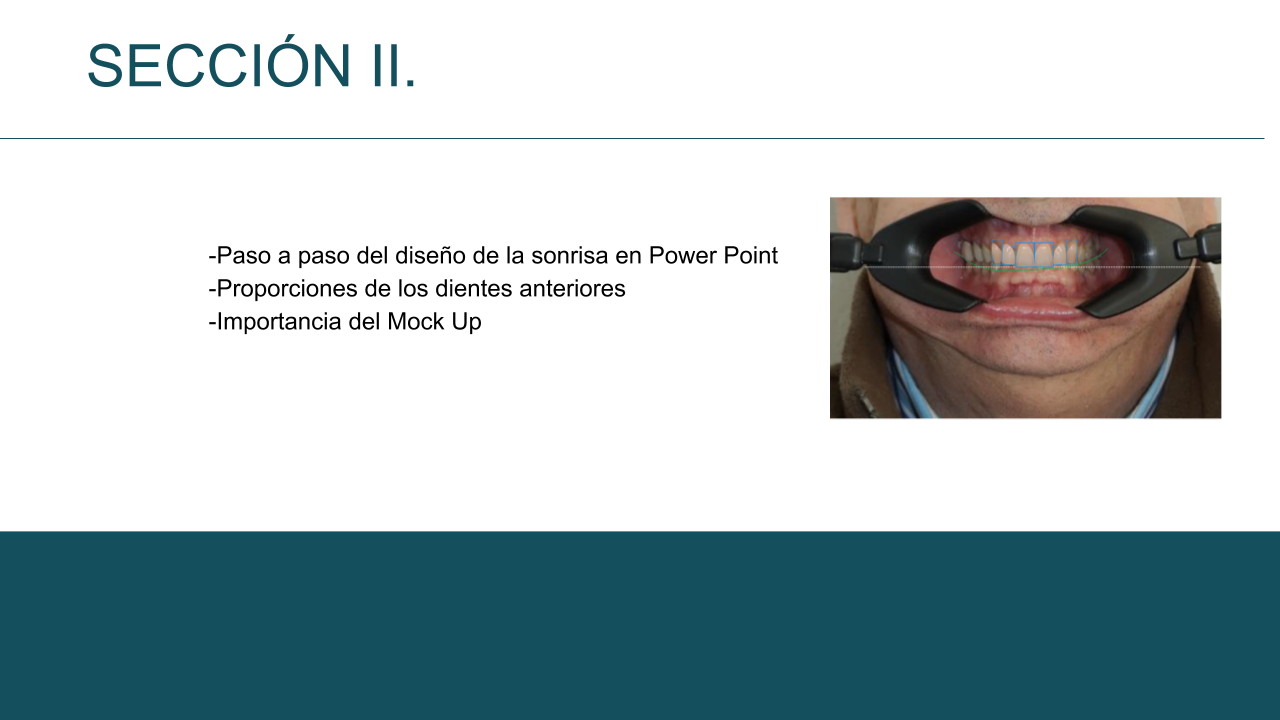 SECCIÓN II.
-Paso a paso del diseño de la sonrisa en Power Point
-Proporciones de los dientes anteriores
-Importancia del Mock Up